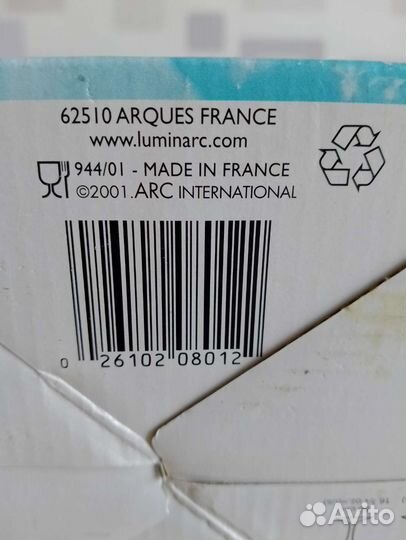 62510 ARQUES FRANCE
www.luminarc.com
944/01 - MADE IN FRANCE
©2001.ARC INTERNATIONAL
0 26102 08012
Avito